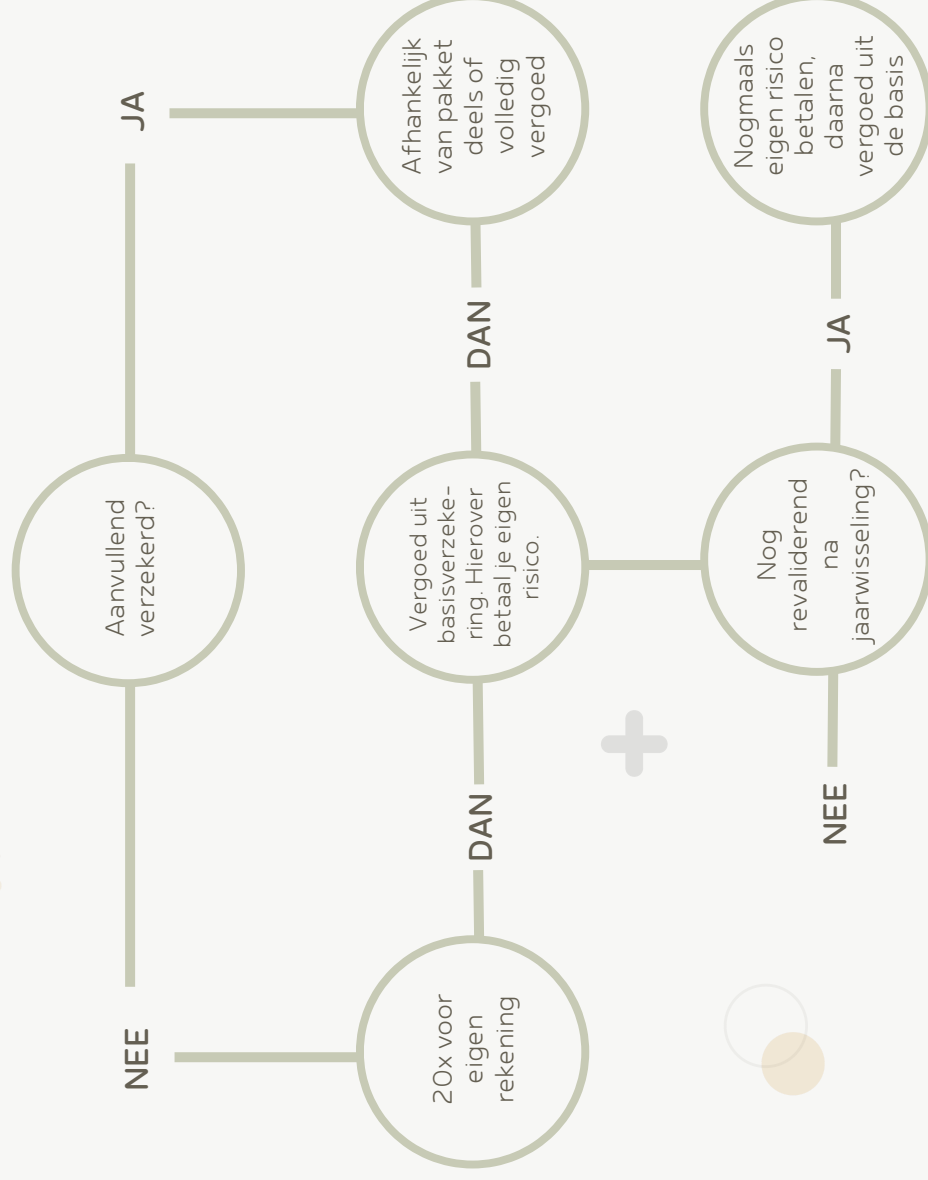 NEE
Aanvullend
verzekerd?
JA
20x voor
eigen
rekening
DAN
Vergoed uit
basisverzeke-
ring. Hierover
betaal je eigen
risico.
DAN
Afhankelijk
van pakket
deels of
volledig
vergoed
NEE
Nog
revaliderend
na
jaarwisseling?
JA
Nogmaals
eigen risico
betalen,
daarna
vergoed uit
de basis